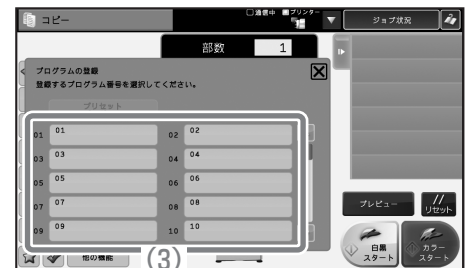 コピー
通信中
プリンター
ジョブ状況
部数 1
プログラムの登録
登録するプログラム番号を選択してください。
プリセット
01 01 02 02
03 03 04 04
05 05 06 06
07 07 08 08
09 09 10 10
プレビュー
リセット
他の機能
(3)
白黒
スタート
カラー
スタート